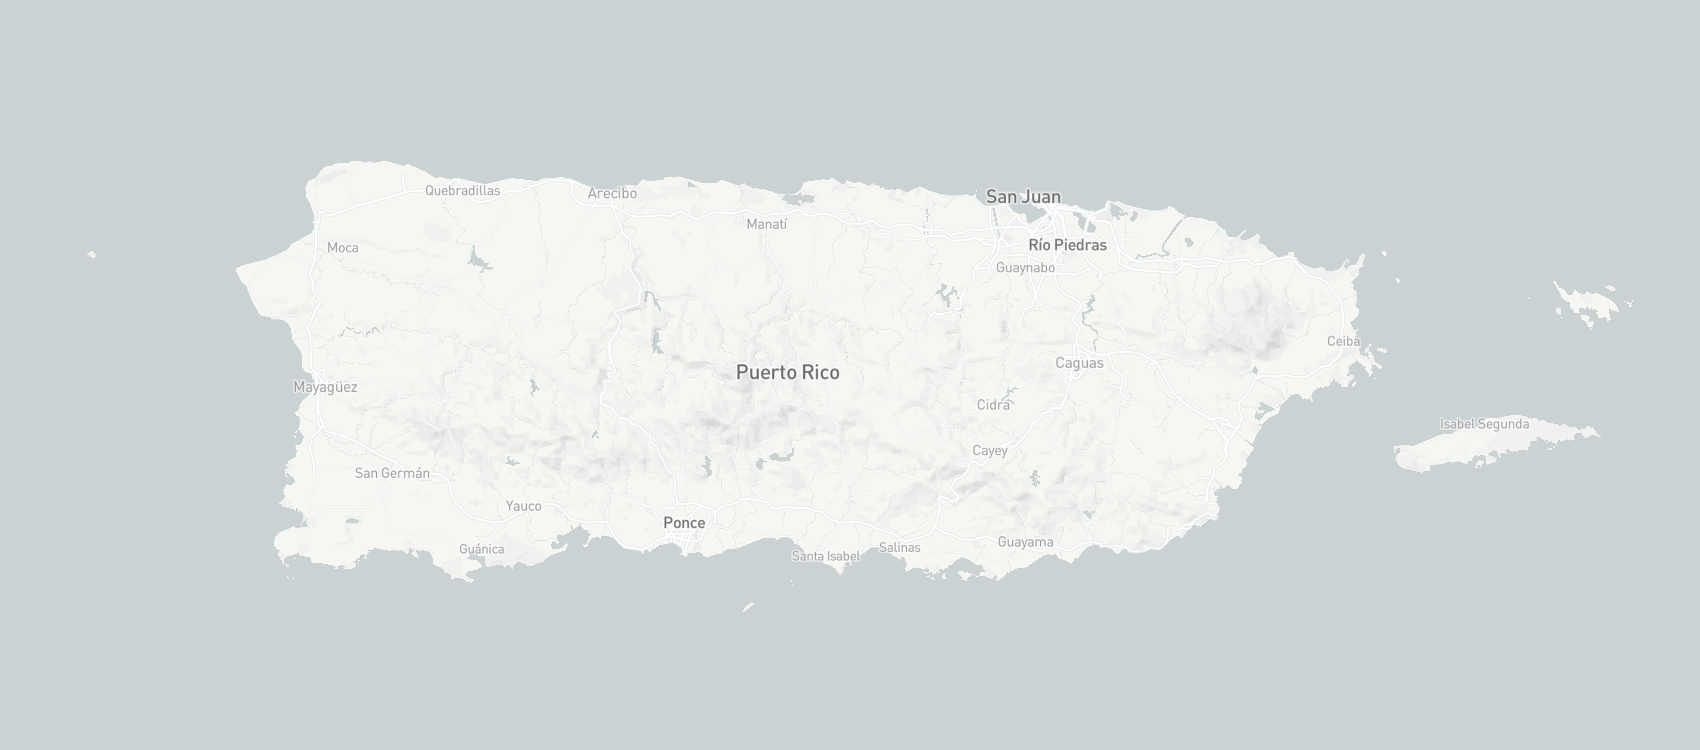 Quebradillas
Arecibo
San Juan
Manatí
Moca
Río Piedras
Guaynabo
Ceiba
Caguas
Puerto Rico
Mayagüez
Cidra
Isabel Segunda
Cayey
San Germán
Yauco
Ponce
Guayama
Salinas
Guánica
Santa Isabel